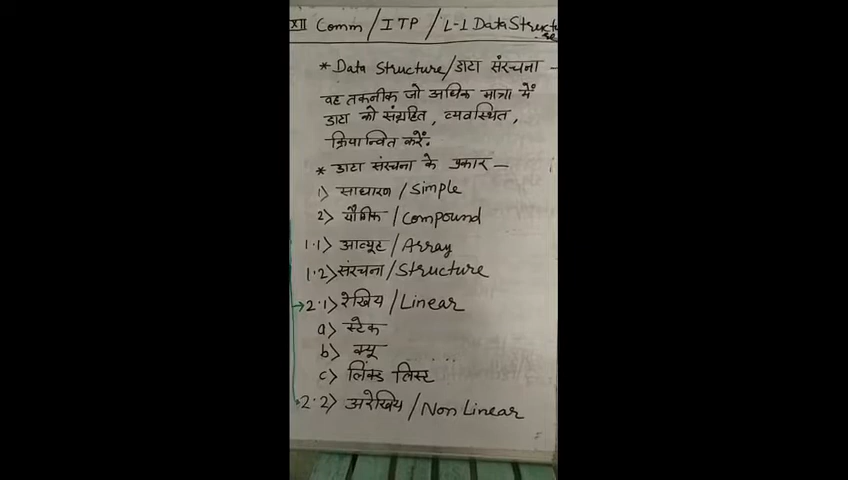 XII Comm / ITP / L-1 Data Structure
* Data Structure/डाटा संरचना -
वह तकनीक जो अधिक मात्रा में
डाटा को संग्रहित, व्यवस्थित,
क्रियान्वित करें.
* डाटा संरचना के प्रकार -
1> साधारण / Simple
2> यौगिक / Compound
1.1> आव्यूह / Array
1.2> संरचना / Structure
2.1> रेखिय / Linear
a> स्टेक
b> क्यू
c> लिंक्ड लिस्ट
2.2> अरेखिय / Non Linear